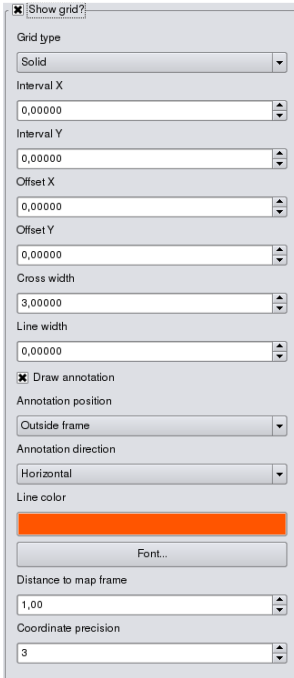 Show grid?
Grid type
Solid
Interval X
0,00000
Interval Y
0,00000
Offset X
0,00000
Offset Y
0,00000
Cross width
3,00000
Line width
0,00000
Draw annotation
Annotation position
Outside frame
Annotation direction
Horizontal
Line color
Font...
Distance to map frame
1,00
Coordinate precision
3